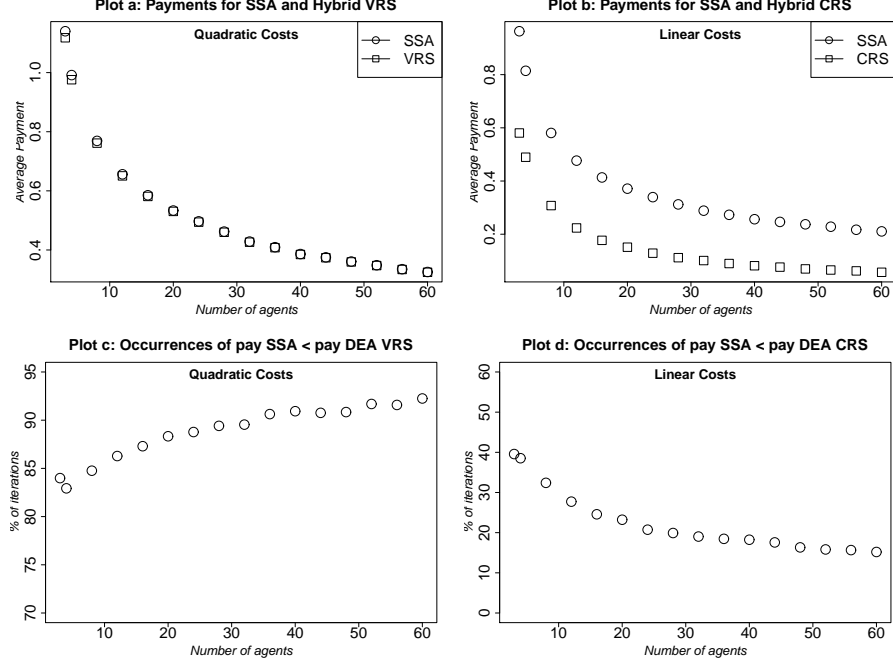 Plot a: Payments for SSA and Hybrid VRS
Quadratic Costs
SSA
VRS
Average Payment
1.0
0.8
0.6
0.4
10 20 30 40 50 60
Number of agents
Plot b: Payments for SSA and Hybrid CRS
Linear Costs
SSA
CRS
Average Payment
0.8
0.6
0.4
0.2
10 20 30 40 50 60
Number of agents
Plot c: Occurrences of pay SSA < pay DEA VRS
Quadratic Costs
% of iterations
95
90
85
80
75
70
10 20 30 40 50 60
Number of agents
Plot d: Occurrences of pay SSA < pay DEA CRS
Linear Costs
% of iterations
60
50
40
30
20
10
0
10 20 30 40 50 60
Number of agents